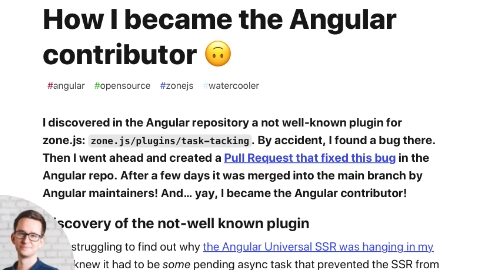 How I became the Angular
contributor 🙃
#angular #opensource #zonejs #watercooler
I discovered in the Angular repository a not well-known plugin for
zone.js: zone.js/plugins/task-tacking. By accident, I found a bug there.
Then I went ahead and created a Pull Request that fixed this bug in the
Angular repo. After a few days it was merged into the main branch by
Angular maintainers! And... yay, I became the Angular contributor!
iscovery of the not-well known plugin
struggling to find out why the Angular Universal SSR was hanging in my
knew it had to be some pending async task that prevented the SSR from